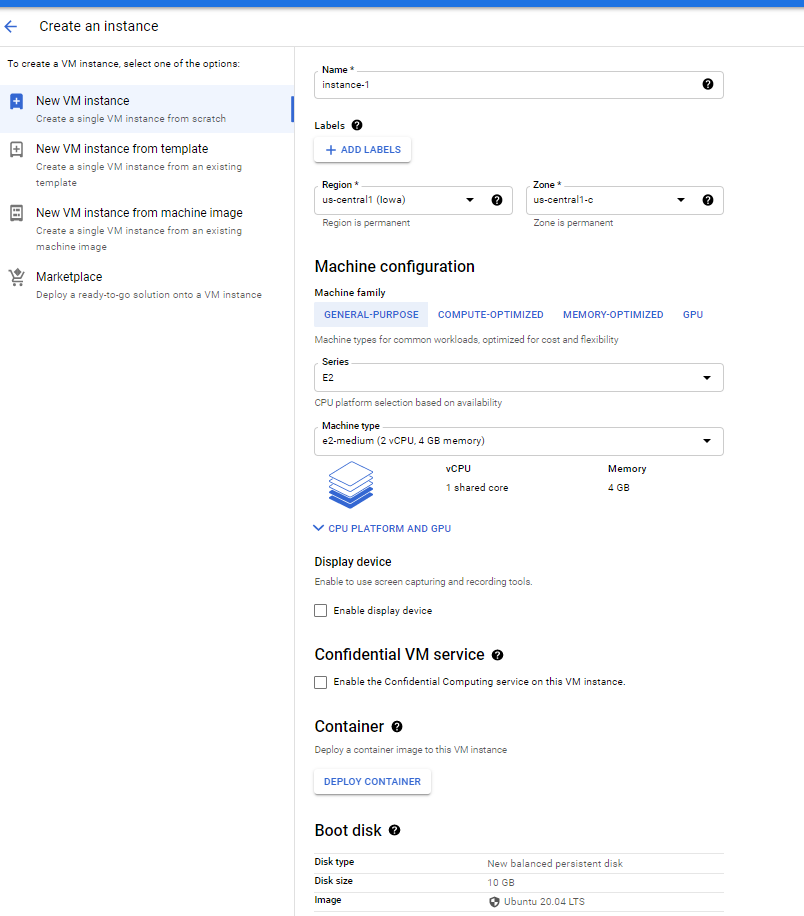 Create an instance
To create a VM instance, select one of the options:
New VM instance
Create a single VM instance from scratch
New VM instance from template
Create a single VM instance from an existing
template
New VM instance from machine image
Create a single VM instance from an existing
machine image
Marketplace
Deploy a ready-to-go solution onto a VM instance
Name *
instance-1
Labels
ADD LABELS
Region *
us-central1 (Iowa)
Region is permanent
Zone *
us-central1-c
Zone is permanent
Machine configuration
Machine family
GENERAL-PURPOSE COMPUTE-OPTIMIZED MEMORY-OPTIMIZED GPU
Machine types for common workloads, optimized for cost and flexibility
Series
E2
CPU platform selection based on availability
Machine type
e2-medium (2 vCPU, 4 GB memory)
vCPU Memory
1 shared core 4 GB
CPU PLATFORM AND GPU
Display device
Enable to use screen capturing and recording tools.
Enable display device
Confidential VM service
Enable the Confidential Computing service on this VM instance.
Container
Deploy a container image to this VM instance
DEPLOY CONTAINER
Boot disk
Disk type New balanced persistent disk
Disk size 10 GB
Image Ubuntu 20.04 LTS